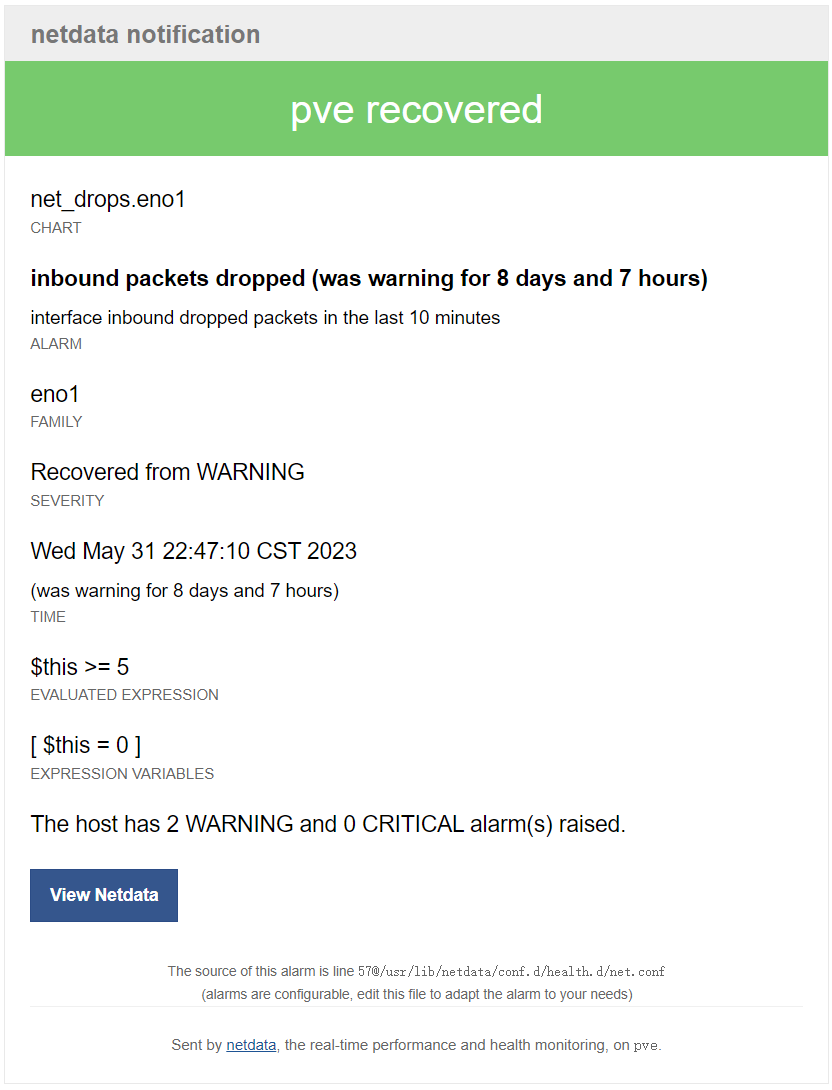 netdata notification
pve recovered
net_drops.eno1
CHART
inbound packets dropped (was warning for 8 days and 7 hours)
interface inbound dropped packets in the last 10 minutes
ALARM
eno1
FAMILY
Recovered from WARNING
SEVERITY
Wed May 31 22:47:10 CST 2023
(was warning for 8 days and 7 hours)
TIME
$this >= 5
EVALUATED EXPRESSION
[ $this = 0 ]
EXPRESSION VARIABLES
The host has 2 WARNING and 0 CRITICAL alarm(s) raised.
View Netdata
The source of this alarm is line 57@/usr/lib/netdata/conf.d/health.d/net.conf
(alarms are configurable, edit this file to adapt the alarm to your needs)
Sent by netdata, the real-time performance and health monitoring, on pve.